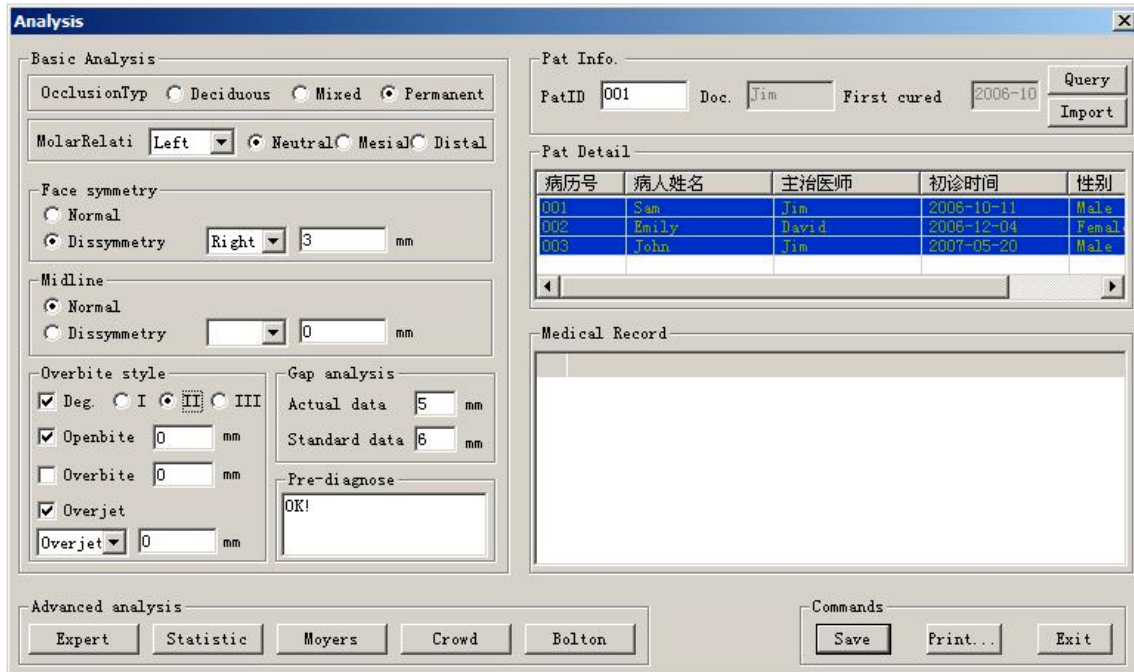 Analysis
Basic Analysis
OcclusionTyp Deciduous Mixed Permanent
MolarRelati Left Neutral Mesial Distal
Face symmetry
Normal
Dissymmetry Right 3 mm
Midline
Normal
Dissymmetry 0 mm
Overbite style
Deg. I II III
Openbite 0 mm
Overbite 0 mm
Overjet
Overjet 0 mm
Gap analysis
Actual data 5 mm
Standard data 6 mm
Pre-diagnose
OK!
Pat Info.
PatID 001 Doc. Jim First cured 2006-10
Query
Import
Pat Detail
病历号 病人姓名 主治医师 初诊时间 性别
001 Sam Jim 2006-10-11 Male
002 Emily David 2006-12-04 Femal
003 John Jim 2007-05-20 Male
Medical Record
Advanced analysis
Expert Statistic Moyers Crowd Bolton
Commands
Save Print... Exit